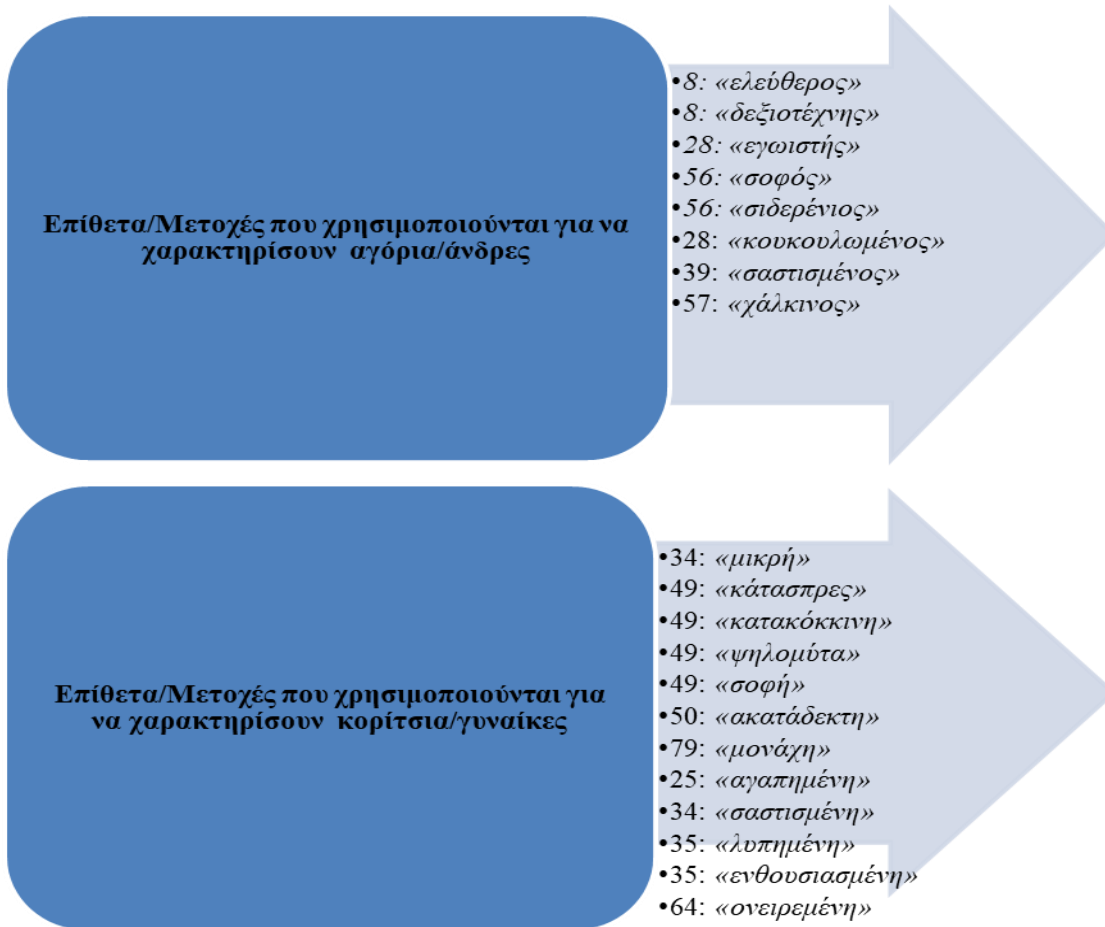 Επίθετα/Μετοχές που χρησιμοποιούνται για να
χαρακτηρίσουν αγόρια/άνδρες
•8: «ελεύθερος»
•8: «δεξιοτέχνης»
•28: «εγωιστής»
•56: «σοφός»
•56: «σιδερένιος»
•28: «κουκουλωμένος»
•39: «σαστισμένος»
•57: «χάλκινος»
Επίθετα/Μετοχές που χρησιμοποιούνται για
να χαρακτηρίσουν κορίτσια/γυναίκες
•34: «μικρή»
•49: «κάτασπρες»
•49: «κατακόκκινη»
•49: «ψηλομύτα»
•49: «σοφή»
•50: «ακατάδεκτη»
•79: «μονάχη»
•25: «αγαπημένη»
•34: «σαστισμένη»
•35: «λυπημένη»
•35: «ενθουσιασμένη»
•64: «ονειρεμένη»